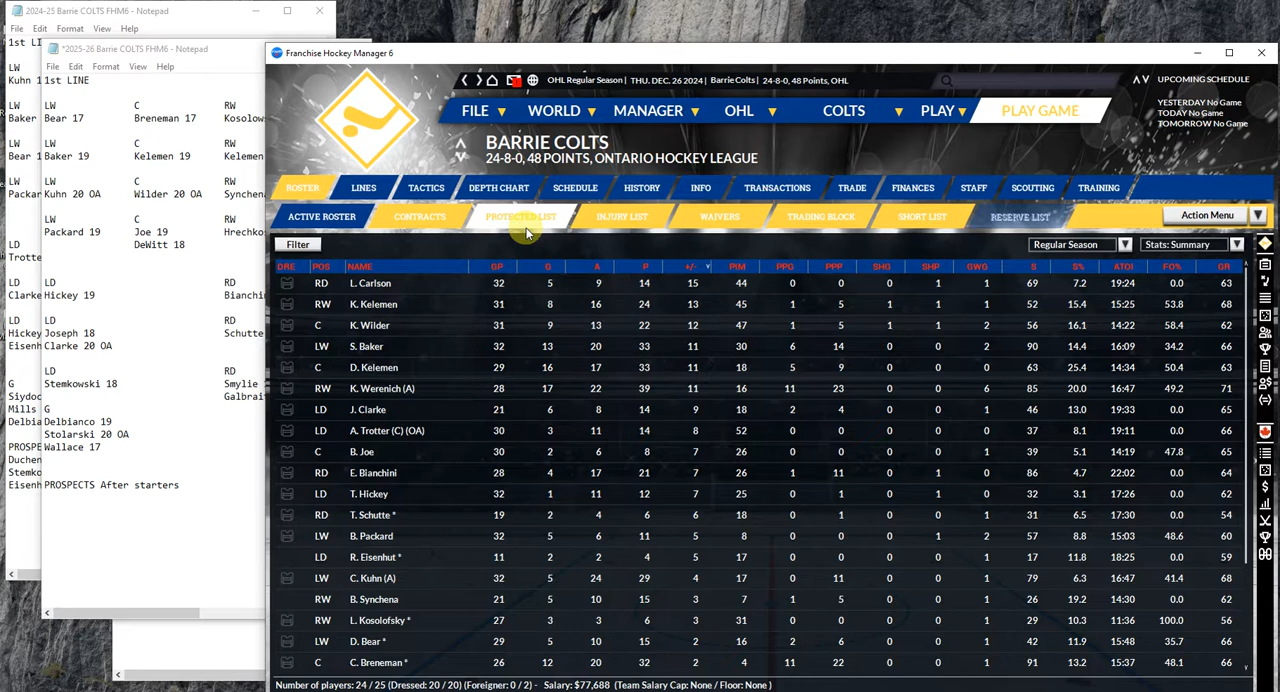 2024-25 Barrie COLTS FHM6 - Notepad
File Edit Format View Help
1st LI
LW
Kuhn 1
LW
Baker
LW
Bear 1
LW
Packar
LD
Trotte
LD
Clarke
LD
Hickey
Eisenh
G
Siydoc
Mills
Delbia
PROSPE
Duchen
Stemko
Eisenh
*2025-26 Barrie COLTS FHM6 - Notepad
File Edit Format View Help
1st LINE
LW C RW
Bear 17 Breneman 17 Kosolows
LW C RW
Baker 19 Kelemen 19 Kelemen
LW C RW
Kuhn 20 OA Wilder 20 OA Synchena
LW C RW
Packard 19 Joe 19 Hrechko
DeWitt 18
LD RD
Hickey 19 Bianchin
LD RD
Joseph 18 Schutte
Clarke 20 OA
LD RD
Stemkowski 18 Smylie
Galbrait
G
Delbianco 19
Stolarski 20 OA
Wallace 17
PROSPECTS After starters
Franchise Hockey Manager 6
OHL Regular Season | THU. DEC. 26 2024 | Barrie Colts | 24-8-0, 48 Points, OHL
UPCOMING SCHEDULE
YESTERDAY No Game
TODAY No Game
TOMORROW No Game
FILE WORLD MANAGER OHL COLTS PLAY PLAY GAME
BARRIE COLTS
24-8-0, 48 POINTS, ONTARIO HOCKEY LEAGUE
ROSTER LINES TACTICS DEPTH CHART SCHEDULE HISTORY INFO TRANSACTIONS TRADE FINANCES STAFF SCOUTING TRAINING
ACTIVE ROSTER CONTRACTS PROTECTED LIST INJURY LIST WAIVERS TRADING BLOCK SHORT LIST RESERVE LIST Action Menu
Filter Regular Season Stats: Summary
DRE POS NAME GP G A P +/- PIM PPG PPP SHG SHP GWG S S% ATOI FO% GR
RD L. Carlson 32 5 9 14 15 44 0 0 0 1 1 69 7.2 19:24 0.0 63
RW K. Kelemen 31 8 16 24 13 45 1 5 1 1 0 52 15.4 15:25 53.8 68
C K. Wilder 31 9 13 22 12 47 1 5 1 1 2 56 16.1 14:22 58.4 62
LW S. Baker 32 13 20 33 11 30 6 14 0 0 2 90 14.4 16:09 34.2 66
C D. Kelemen 29 16 17 33 11 18 5 9 0 0 0 63 25.4 14:34 50.4 63
RW K. Werenich (A) 28 17 22 39 11 16 11 23 0 0 6 85 20.0 16:47 49.2 71
LD J. Clarke 21 6 8 14 9 18 2 4 0 0 1 46 13.0 19:33 0.0 65
LD A. Trotter (C) (OA) 30 3 11 14 8 52 0 0 0 0 1 37 8.1 19:11 0.0 66
C B. Joe 30 2 6 8 7 26 0 0 0 0 1 39 5.1 14:19 47.8 65
RD E. Bianchini 28 4 17 21 7 26 1 11 0 0 3 86 4.7 22:02 0.0 64
LD T. Hickey 32 1 11 12 7 25 0 1 0 1 0 32 3.1 17:26 0.0 62
RD T. Schutte * 19 2 4 6 6 18 0 1 0 0 0 31 6.5 17:30 0.0 54
LW B. Packard 32 5 6 11 5 8 0 0 0 1 2 57 8.8 15:03 48.6 60
LD R. Eisenhut * 11 2 2 4 5 17 0 0 0 0 1 17 11.8 18:25 0.0 59
LW C. Kuhn (A) 32 5 24 29 4 17 0 11 0 0 1 79 6.3 16:47 41.4 68
RW B. Synchena 21 5 10 15 3 7 1 5 0 0 0 26 19.2 14:30 0.0 62
RW L. Kosolofsky * 27 3 3 6 3 31 0 0 0 0 1 29 10.3 11:36 100.0 56
LW D. Bear * 29 5 10 15 2 16 2 6 0 0 1 42 11.9 15:48 35.7 66
C C. Breneman * 26 12 20 32 2 4 11 22 0 0 3 91 13.2 15:37 48.1 66
Number of players: 24 / 25 (Dressed: 20 / 20) (Foreigner: 0 / 2) - Salary: $77,688 (Team Salary Cap: None / Floor: None )